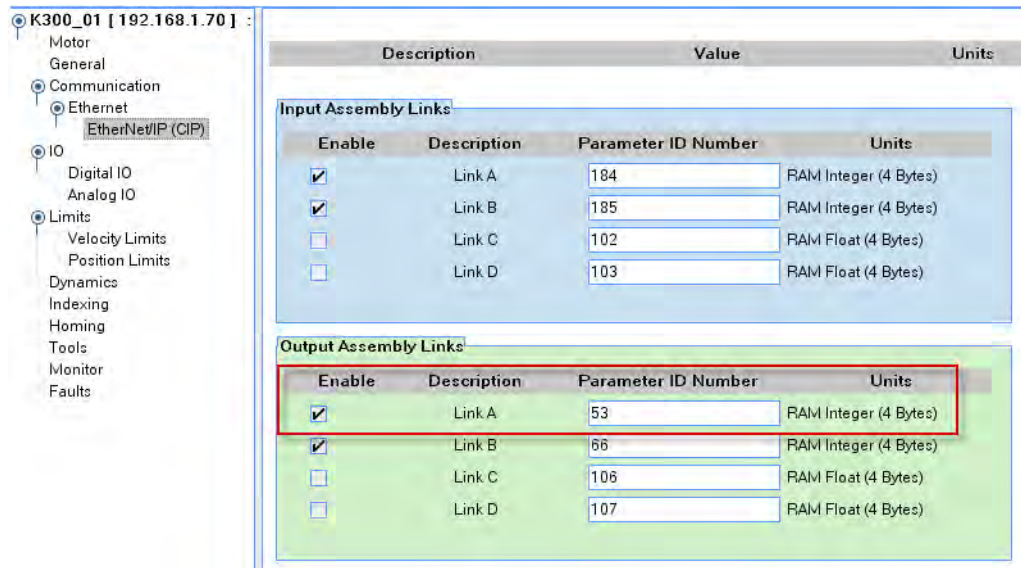 K300_01 [ 192.168.1.70 ] :
Motor
General
Communication
Ethernet
EtherNet/IP (CIP)
IO
Digital IO
Analog IO
Limits
Velocity Limits
Position Limits
Dynamics
Indexing
Homing
Tools
Monitor
Faults
Description Value Units
Input Assembly Links
Enable Description Parameter ID Number Units
Link A 184 RAM Integer (4 Bytes)
Link B 185 RAM Integer (4 Bytes)
Link C 102 RAM Float (4 Bytes)
Link D 103 RAM Float (4 Bytes)
Output Assembly Links
Enable Description Parameter ID Number Units
Link A 53 RAM Integer (4 Bytes)
Link B 66 RAM Integer (4 Bytes)
Link C 106 RAM Float (4 Bytes)
Link D 107 RAM Float (4 Bytes)